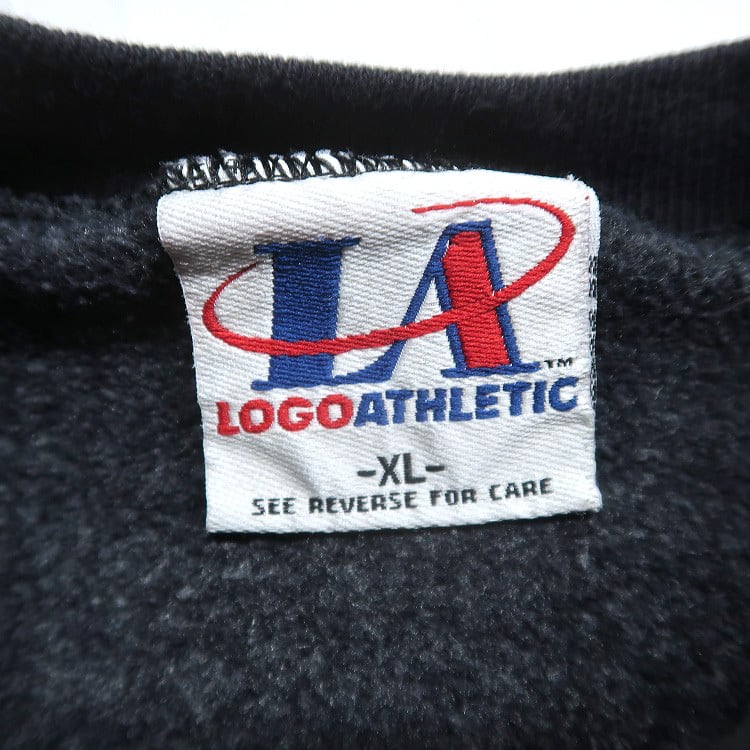 LA™
LOGOATHLETIC
-XL-
SEE REVERSE FOR CARE